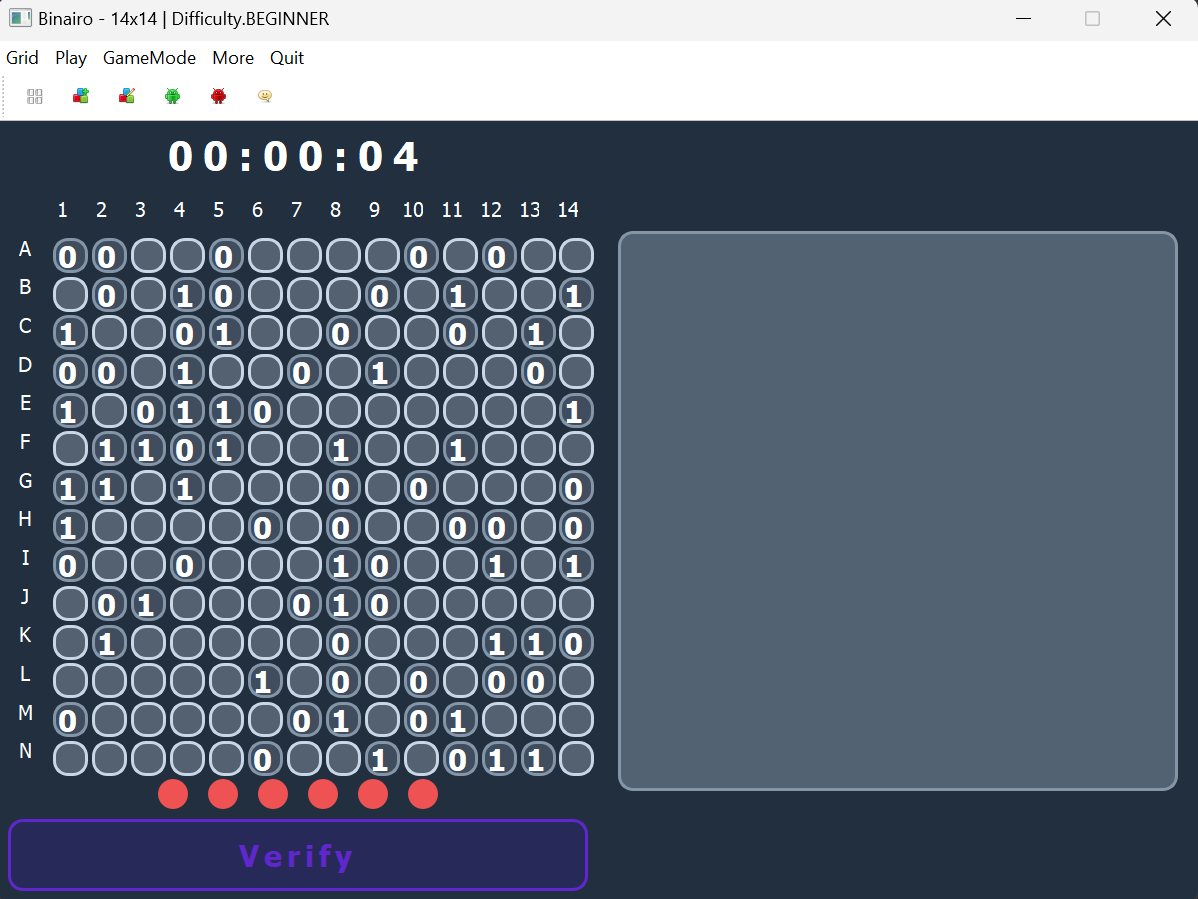 Binairo - 14x14 | Difficulty.BEGINNER
Grid Play GameMode More Quit
00:00:04
1 2 3 4 5 6 7 8 9 10 11 12 13 14
A 0 0 0 0 0
B 0 1 0 0 1 1
C 1 0 1 0 0 1
D 0 0 1 0 1 0
E 1 0 1 1 0 1
F 1 1 0 1 1 1
G 1 1 1 0 0 0
H 1 0 0 0 0 0
I 0 0 1 0 1 1
J 0 1 0 1 0
K 1 0 1 1 0
L 1 0 0 0 0
M 0 0 1 0 1
N 0 1 0 1 1
Verify